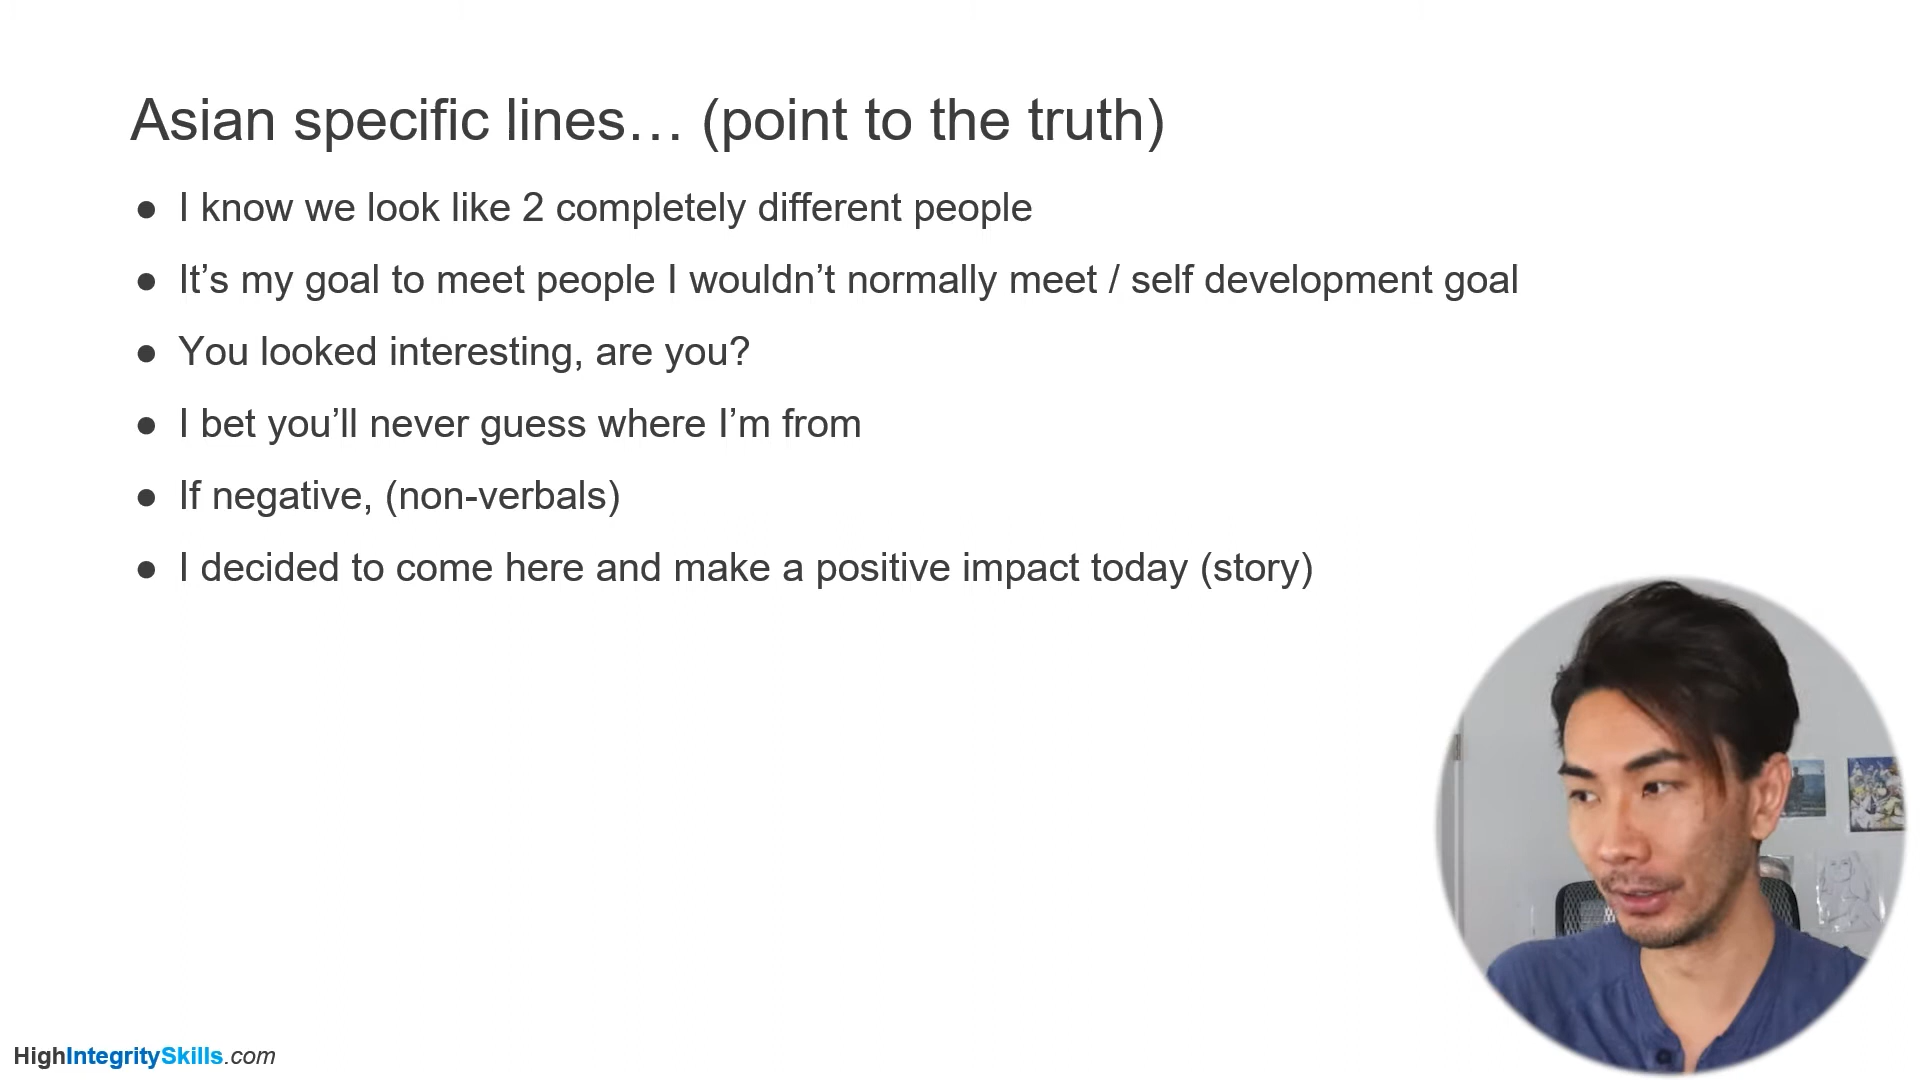 Asian specific lines… (point to the truth)
● I know we look like 2 completely different people
● It’s my goal to meet people I wouldn’t normally meet / self development goal
● You looked interesting, are you?
● I bet you’ll never guess where I’m from
● If negative, (non-verbals)
● I decided to come here and make a positive impact today (story)
HighIntegritySkills.com